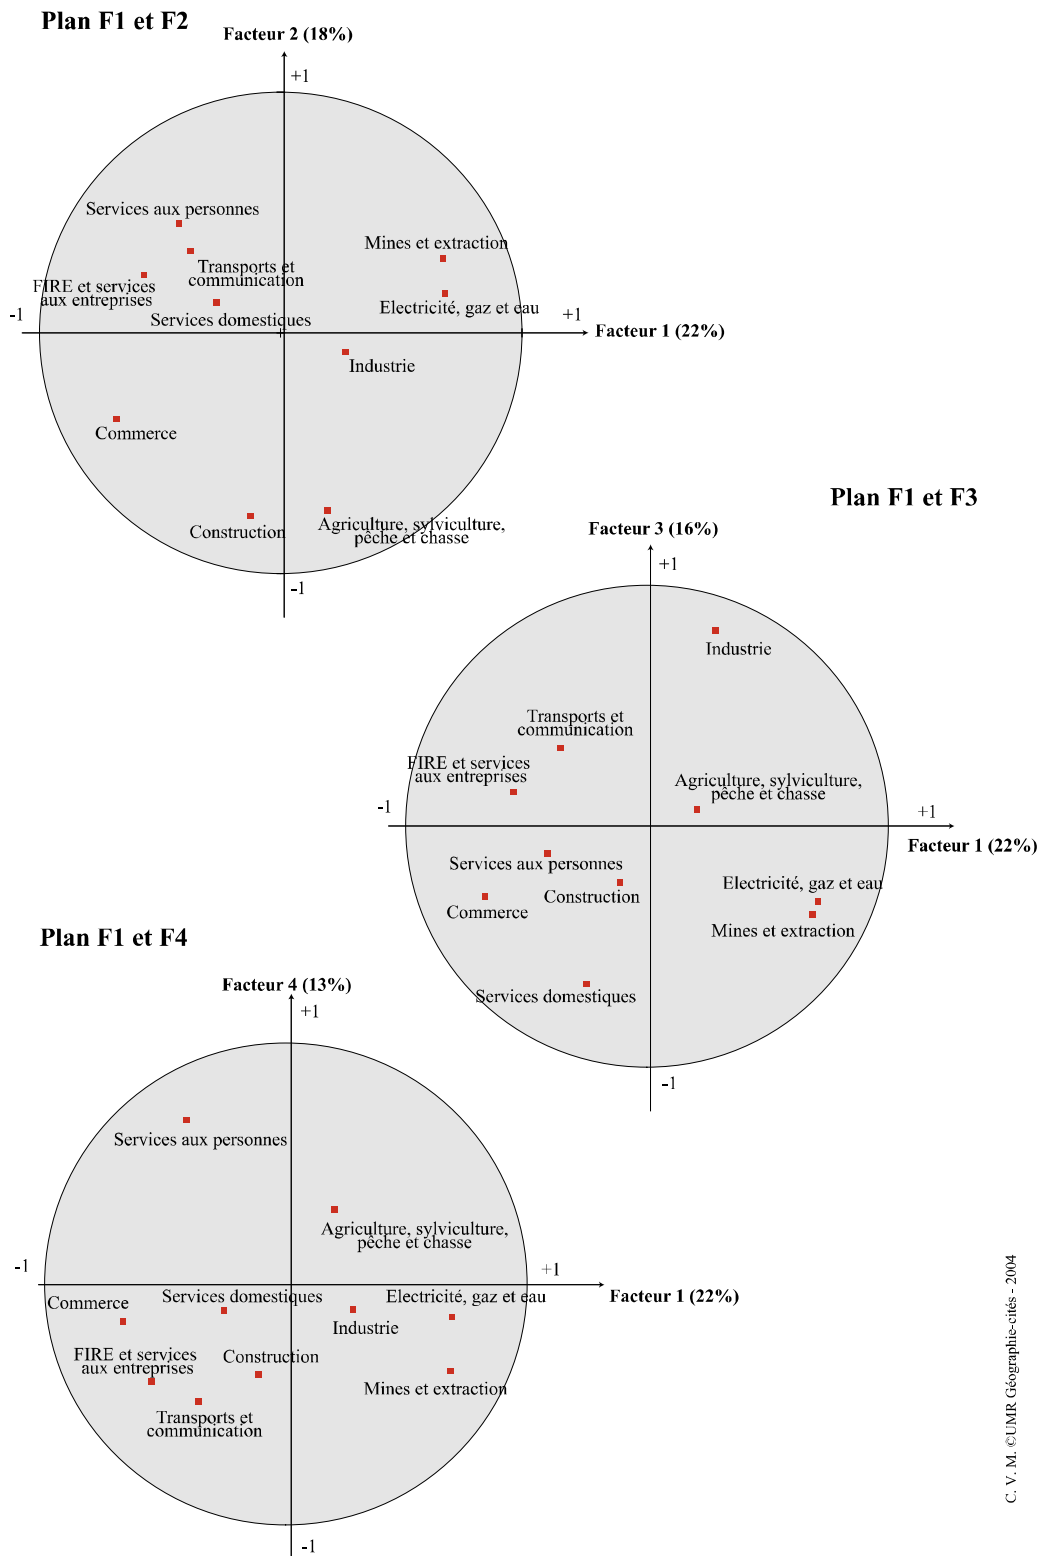 Plan F1 et F2
Facteur 2 (18%)
+1
Services aux personnes
Mines et extraction
Transports et
communication
FIRE et services
aux entreprises
Electricité, gaz et eau
Services domestiques
-1
+1
Facteur 1 (22%)
Industrie
Commerce
Construction
Agriculture, sylviculture,
pêche et chasse
-1
Plan F1 et F3
Facteur 3 (16%)
+1
Industrie
Transports et
communication
FIRE et services
aux entreprises
Agriculture, sylviculture,
pêche et chasse
-1
+1
Facteur 1 (22%)
Services aux personnes
Construction
Commerce
Electricité, gaz et eau
Mines et extraction
Services domestiques
-1
Plan F1 et F4
Facteur 4 (13%)
+1
Services aux personnes
Agriculture, sylviculture,
pêche et chasse
-1
+1
Facteur 1 (22%)
Commerce
Services domestiques
Electricité, gaz et eau
Industrie
FIRE et services
aux entreprises
Construction
Mines et extraction
Transports et
communication
-1
C. V. M. ©UMR Géographie-cités - 2004